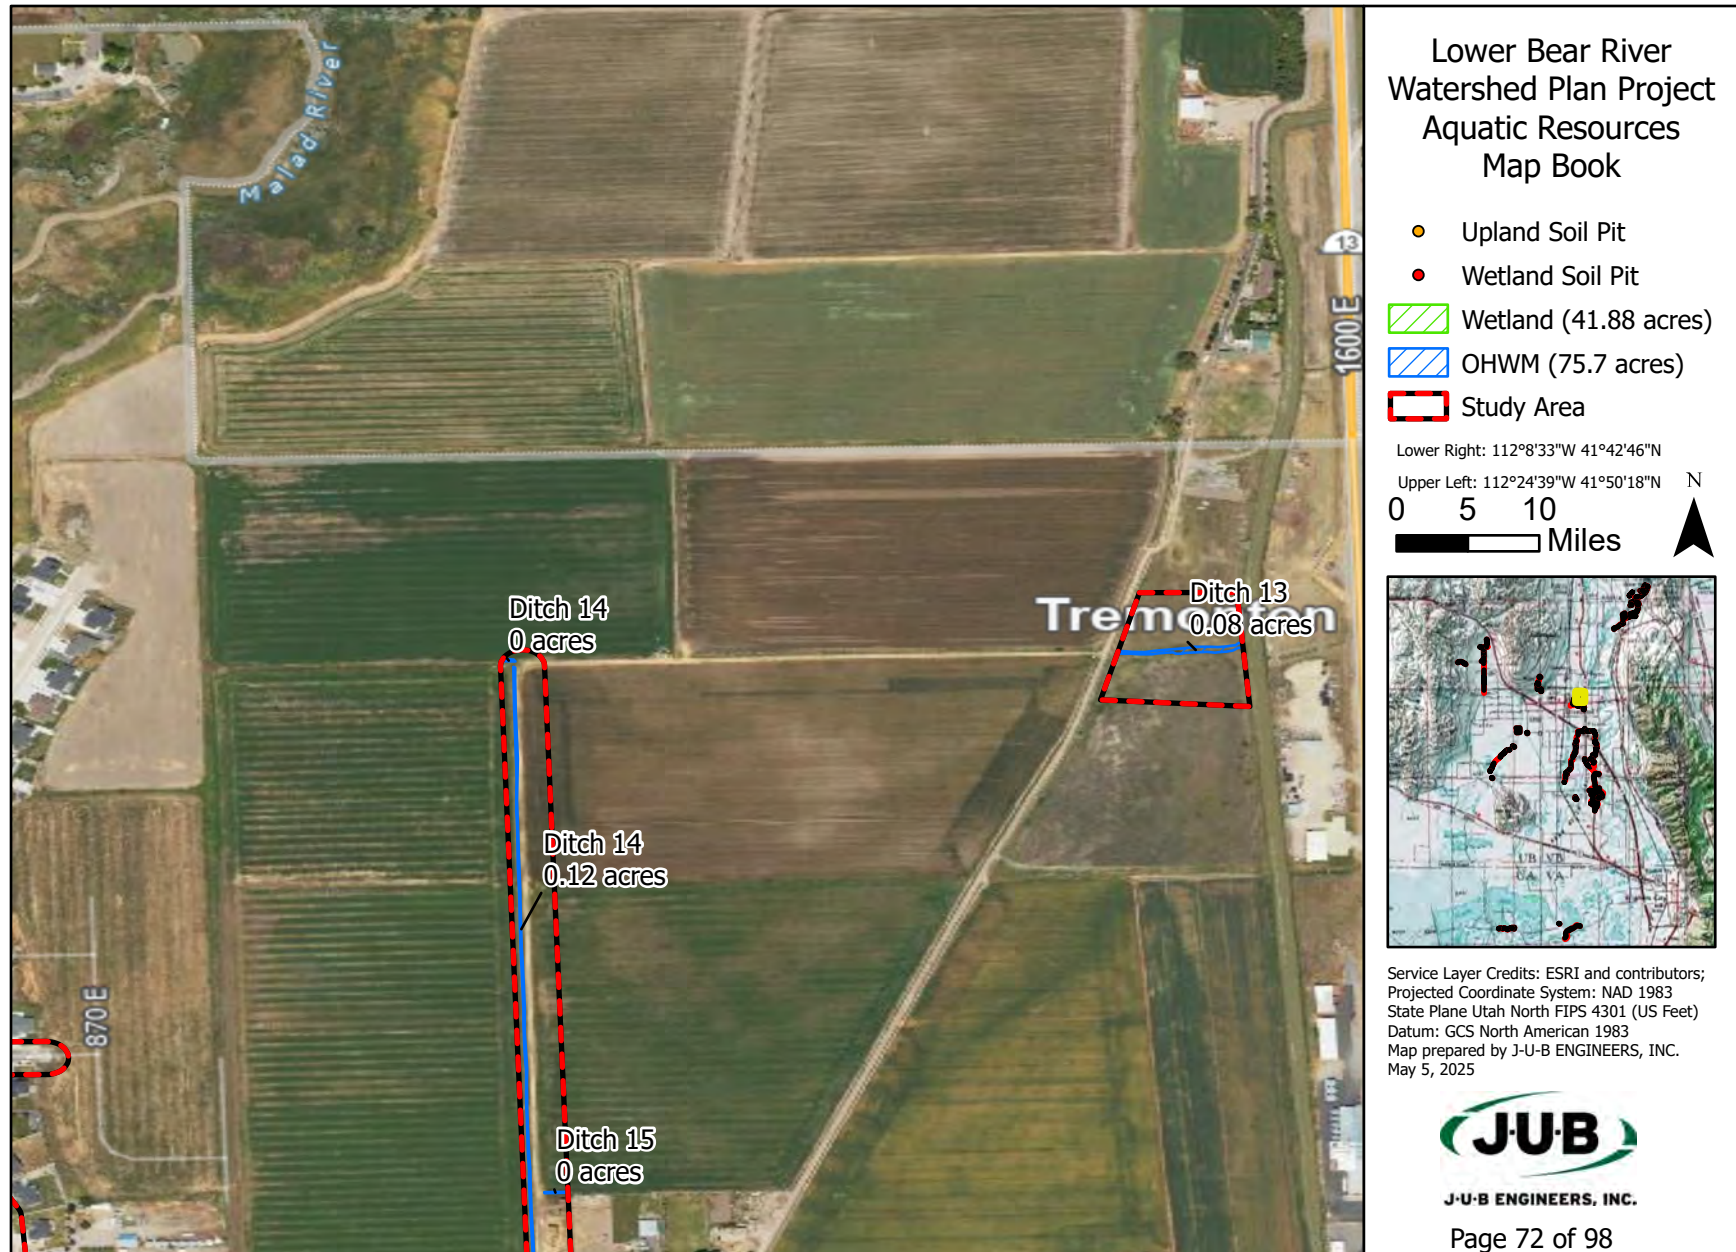 Malad River
13
1600 E
Tremonton
Ditch 13
0.08 acres
Ditch 14
0 acres
Ditch 14
0.12 acres
870 E
Ditch 15
0 acres
Lower Bear River
Watershed Plan Project
Aquatic Resources
Map Book
Upland Soil Pit
Wetland Soil Pit
Wetland (41.88 acres)
OHWM (75.7 acres)
Study Area
Lower Right: 112°8'33"W 41°42'46"N
Upper Left: 112°24'39"W 41°50'18"N
N
0 5 10
Miles
Service Layer Credits: ESRI and contributors;
Projected Coordinate System: NAD 1983
State Plane Utah North FIPS 4301 (US Feet)
Datum: GCS North American 1983
Map prepared by J-U-B ENGINEERS, INC.
May 5, 2025
J·U·B
J·U·B ENGINEERS, INC.
Page 72 of 98